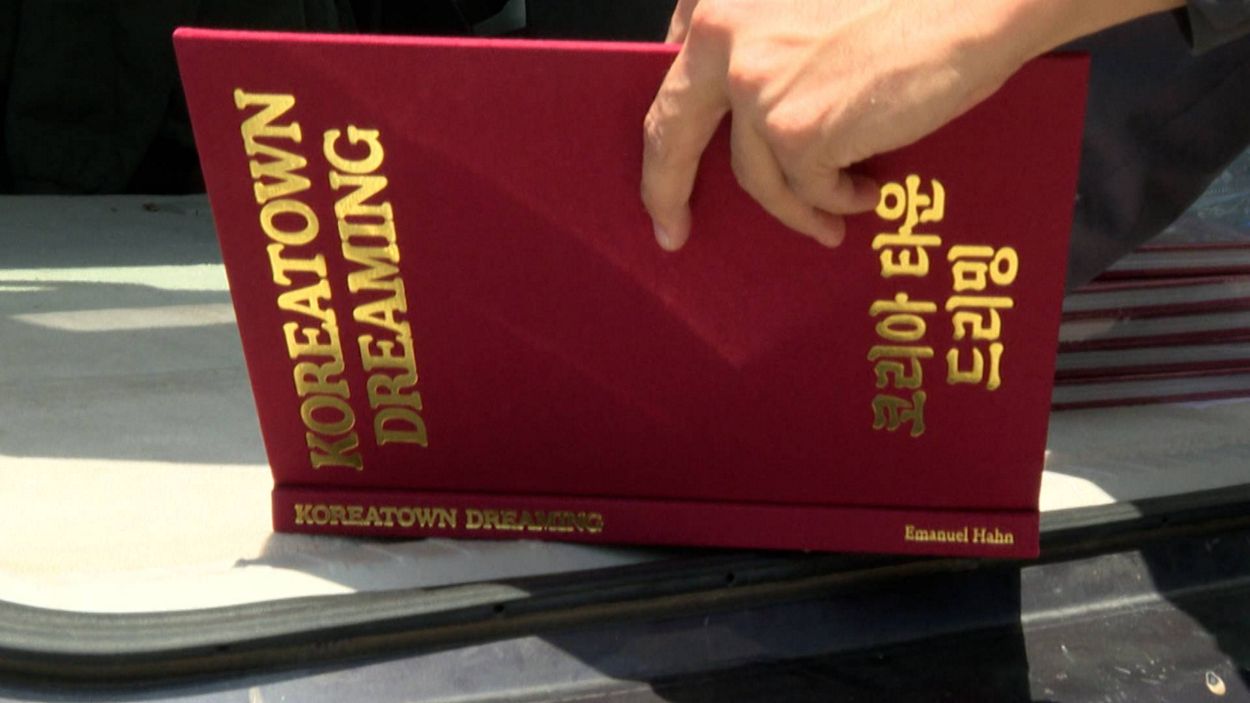 KOREATOWN
DREAMING
코리아 타운
드리밍
KOREATOWN DREAMING
Emanuel Hahn